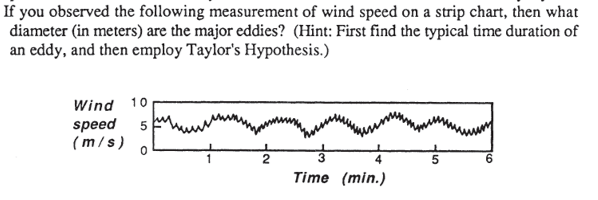 If you observed the following measurement of wind speed on a strip chart, then what
diameter (in meters) are the major eddies? (Hint: First find the typical time duration of
an eddy, and then employ Taylor's Hypothesis.)
Wind
speed
(m/s)
10
5
0
1 2 3 4 5 6
Time (min.)